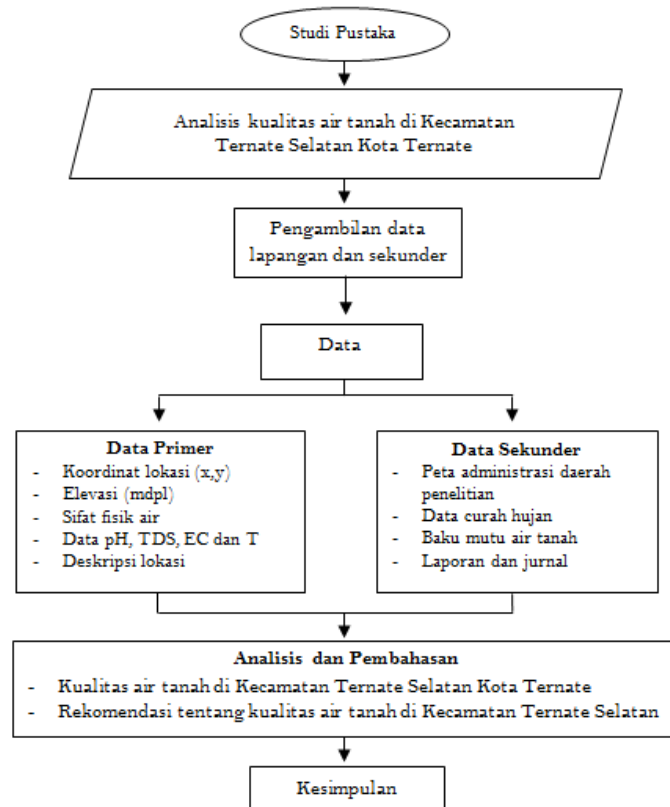 Studi Pustaka
Analisis kualitas air tanah di Kecamatan
Ternate Selatan Kota Ternate
Pengambilan data
lapangan dan sekunder
Data
Data Primer
- Koordinat lokasi (x,y)
- Elevasi (mdpl)
- Sifat fisik air
- Data pH, TDS, EC dan T
- Deskripsi lokasi
Data Sekunder
- Peta administrasi daerah
penelitian
- Data curah hujan
- Baku mutu air tanah
- Laporan dan jurnal
Analisis dan Pembahasan
- Kualitas air tanah di Kecamatan Ternate Selatan Kota Ternate
- Rekomendasi tentang kualitas air tanah di Kecamatan Ternate Selatan
Kesimpulan